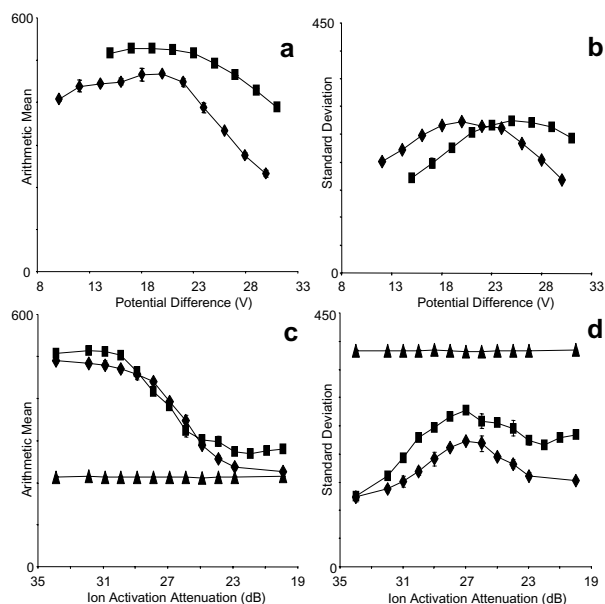 600
a
Arithmetic Mean
0
8 13 18 23 28 33
Potential Difference (V)
450
b
Standard Deviation
0
8 13 18 23 28 33
Potential Difference (V)
600
c
Arithmetic Mean
0
35 31 27 23 19
Ion Activation Attenuation (dB)
450
d
Standard Deviation
0
35 31 27 23 19
Ion Activation Attenuation (dB)